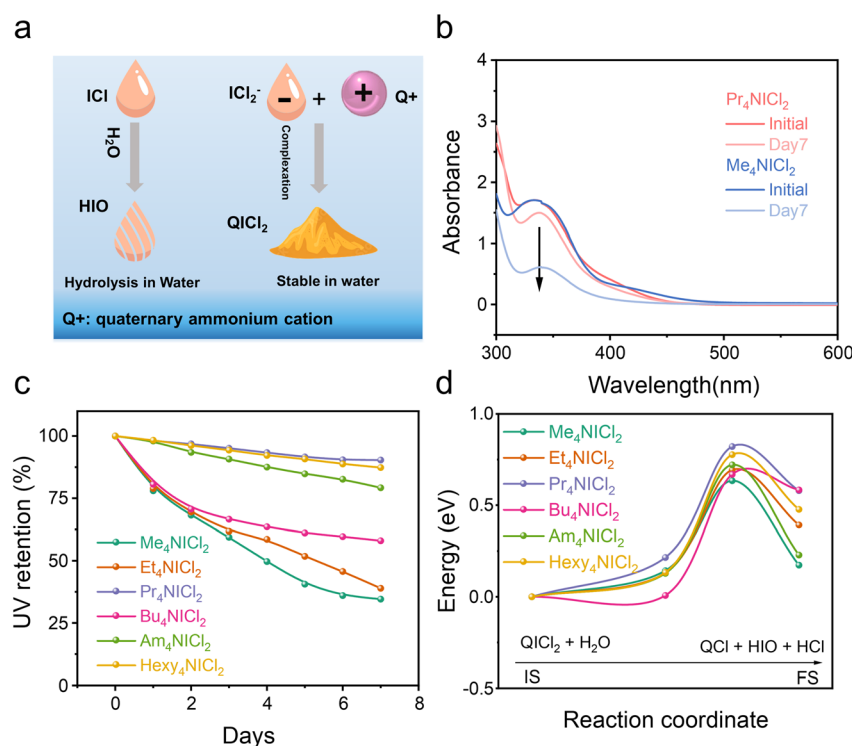 a
ICl
H₂O
HIO
Hydrolysis in Water
ICl₂⁻
+
Q+
Complexation
QICl₂
Stable in water
Q+: quaternary ammonium cation
b
Absorbance
4
3
2
1
0
300
400
500
600
Wavelength(nm)
Pr₄NICl₂
Initial
Day7
Me₄NICl₂
Initial
Day7
c
UV retention (%)
100
75
50
25
0
0
2
4
6
8
Days
Me₄NICl₂
Et₄NICl₂
Pr₄NICl₂
Bu₄NICl₂
Am₄NICl₂
Hexy₄NICl₂
d
Energy (eV)
1.0
0.5
0.0
-0.5
Me₄NICl₂
Et₄NICl₂
Pr₄NICl₂
Bu₄NICl₂
Am₄NICl₂
Hexy₄NICl₂
QICl₂ + H₂O
QCl + HIO + HCl
IS
FS
Reaction coordinate